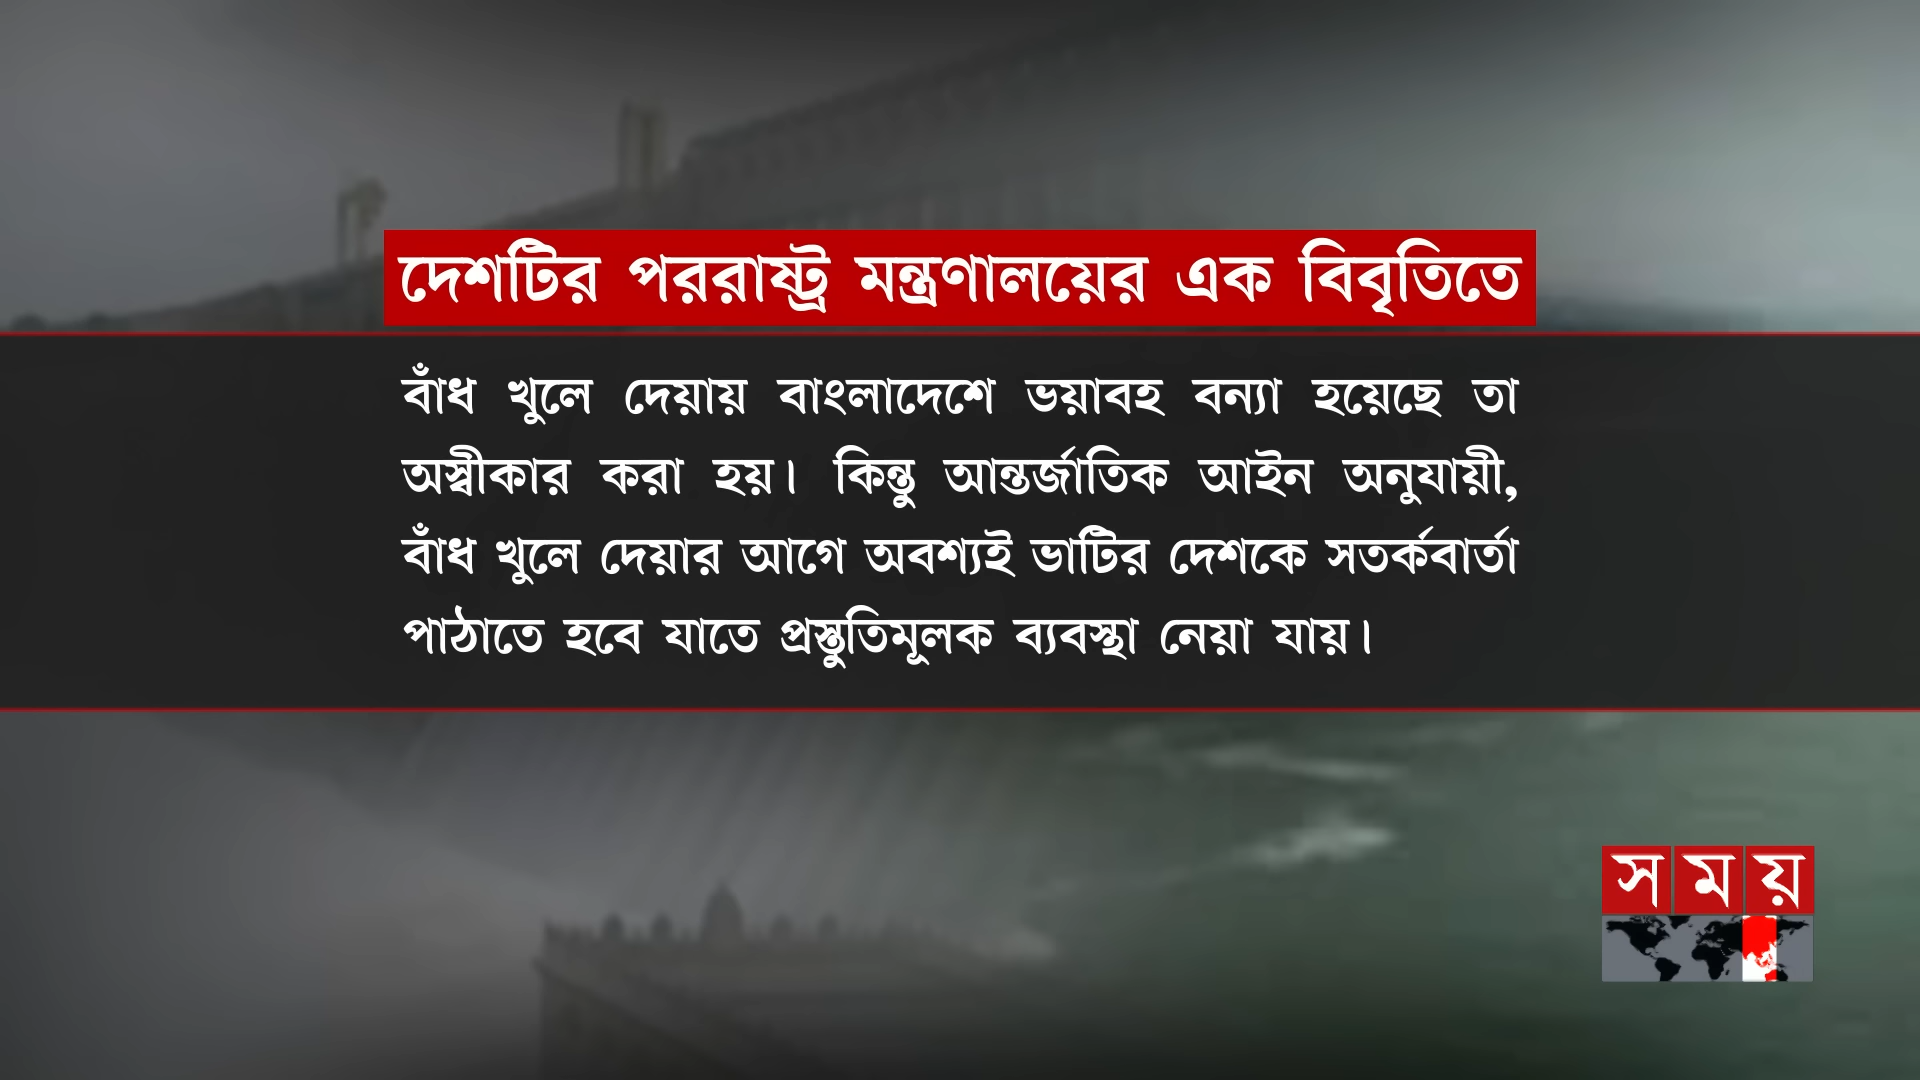 দেশটির পররাষ্ট্র মন্ত্রণালয়ের এক বিবৃতিতে
বাঁধ খুলে দেয়ায় বাংলাদেশে ভয়াবহ বন্যা হয়েছে তা
অস্বীকার করা হয়। কিন্তু আন্তর্জাতিক আইন অনুযায়ী,
বাঁধ খুলে দেয়ার আগে অবশ্যই ভাটির দেশকে সতর্কবার্তা
পাঠাতে হবে যাতে প্রস্তুতিমূলক ব্যবস্থা নেয়া যায়।
সময়